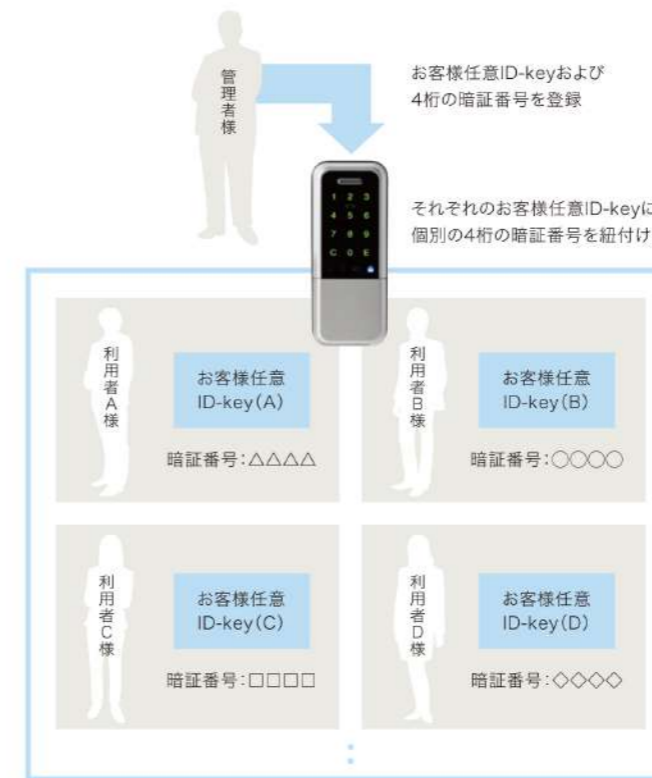 管理者様
お客様任意ID-keyおよび
4桁の暗証番号を登録
1 2 3
4 5 6
7 8 9
C 0 E
それぞれのお客様任意ID-keyに
個別の4桁の暗証番号を紐付け
利用者A様
お客様任意
ID-key(A)
暗証番号:△△△△
利用者B様
お客様任意
ID-key(B)
暗証番号:○○○○
利用者C様
お客様任意
ID-key(C)
暗証番号:□□□□
利用者D様
お客様任意
ID-key(D)
暗証番号:◇◇◇◇